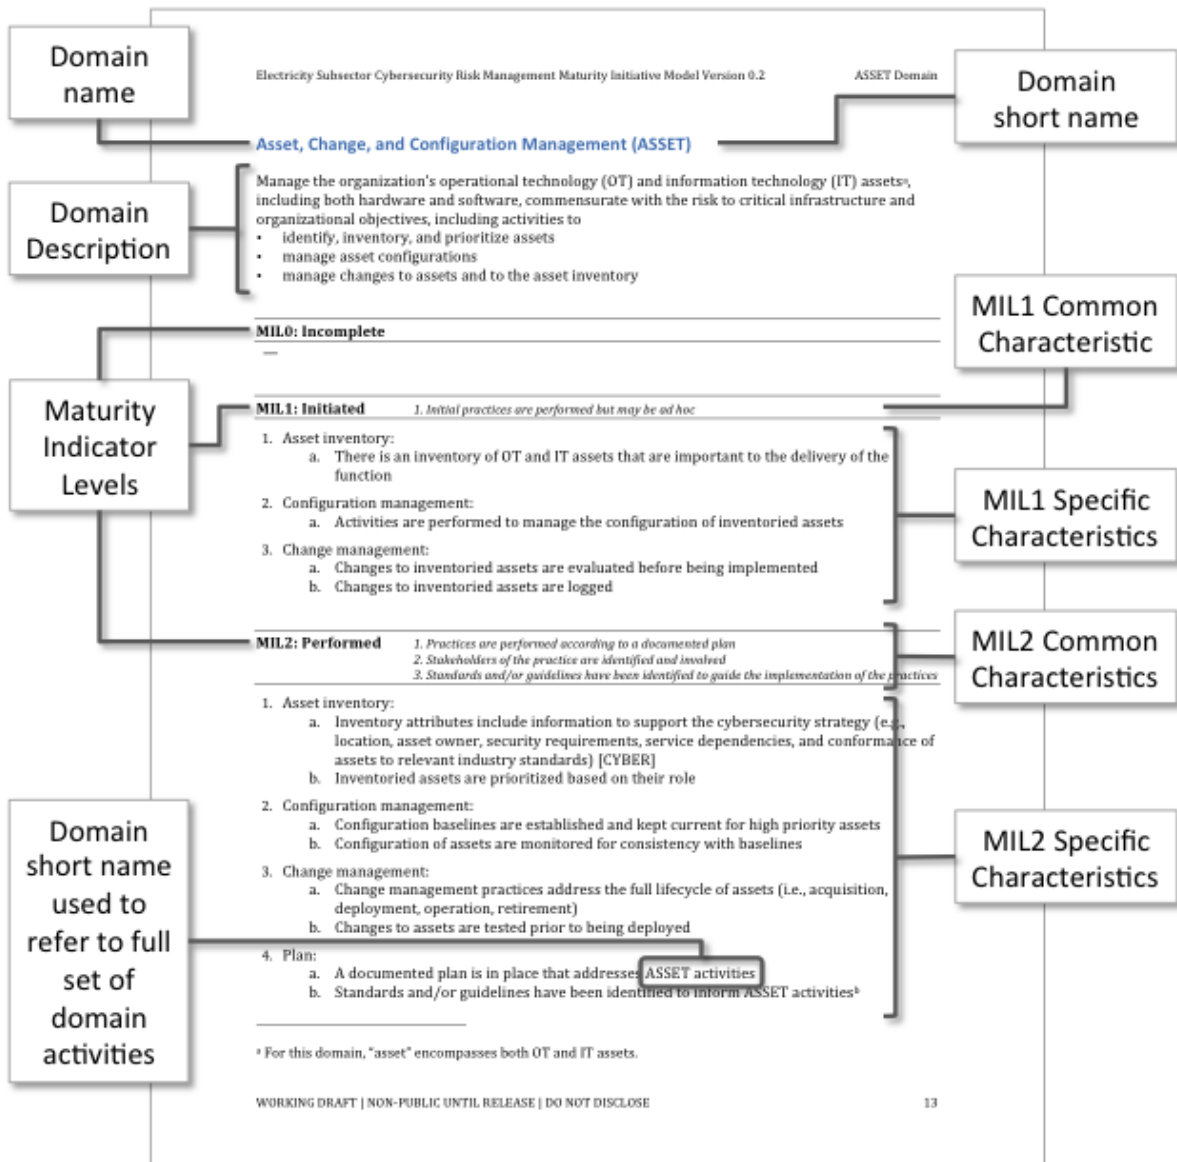 Domain
name
Electricity Subsector Cybersecurity Risk Management Maturity Initiative Model Version 0.2
ASSET Domain
Domain
short name
Asset, Change, and Configuration Management (ASSET)
Domain
Description
Manage the organization's operational technology (OT) and information technology (IT) assetsᵃ,
including both hardware and software, commensurate with the risk to critical infrastructure and
organizational objectives, including activities to
• identify, inventory, and prioritize assets
• manage asset configurations
• manage changes to assets and to the asset inventory
MIL1 Common
Characteristic
MIL0: Incomplete
—
Maturity
Indicator
Levels
MIL1: Initiated 1. Initial practices are performed but may be ad hoc
1. Asset inventory:
a. There is an inventory of OT and IT assets that are important to the delivery of the
function
2. Configuration management:
a. Activities are performed to manage the configuration of inventoried assets
3. Change management:
a. Changes to inventoried assets are evaluated before being implemented
b. Changes to inventoried assets are logged
MIL1 Specific
Characteristics
MIL2: Performed 1. Practices are performed according to a documented plan
2. Stakeholders of the practice are identified and involved
3. Standards and/or guidelines have been identified to guide the implementation of the practices
MIL2 Common
Characteristics
1. Asset inventory:
a. Inventory attributes include information to support the cybersecurity strategy (e.g.,
location, asset owner, security requirements, service dependencies, and conformance of
assets to relevant industry standards) [CYBER]
b. Inventoried assets are prioritized based on their role
2. Configuration management:
a. Configuration baselines are established and kept current for high priority assets
b. Configuration of assets are monitored for consistency with baselines
3. Change management:
a. Change management practices address the full lifecycle of assets (i.e., acquisition,
deployment, operation, retirement)
b. Changes to assets are tested prior to being deployed
4. Plan:
a. A documented plan is in place that addresses ASSET activities
b. Standards and/or guidelines have been identified to inform ASSET activitiesᵇ
MIL2 Specific
Characteristics
Domain
short name
used to
refer to full
set of
domain
activities
ᵃ For this domain, "asset" encompasses both OT and IT assets.
WORKING DRAFT | NON-PUBLIC UNTIL RELEASE | DO NOT DISCLOSE
13